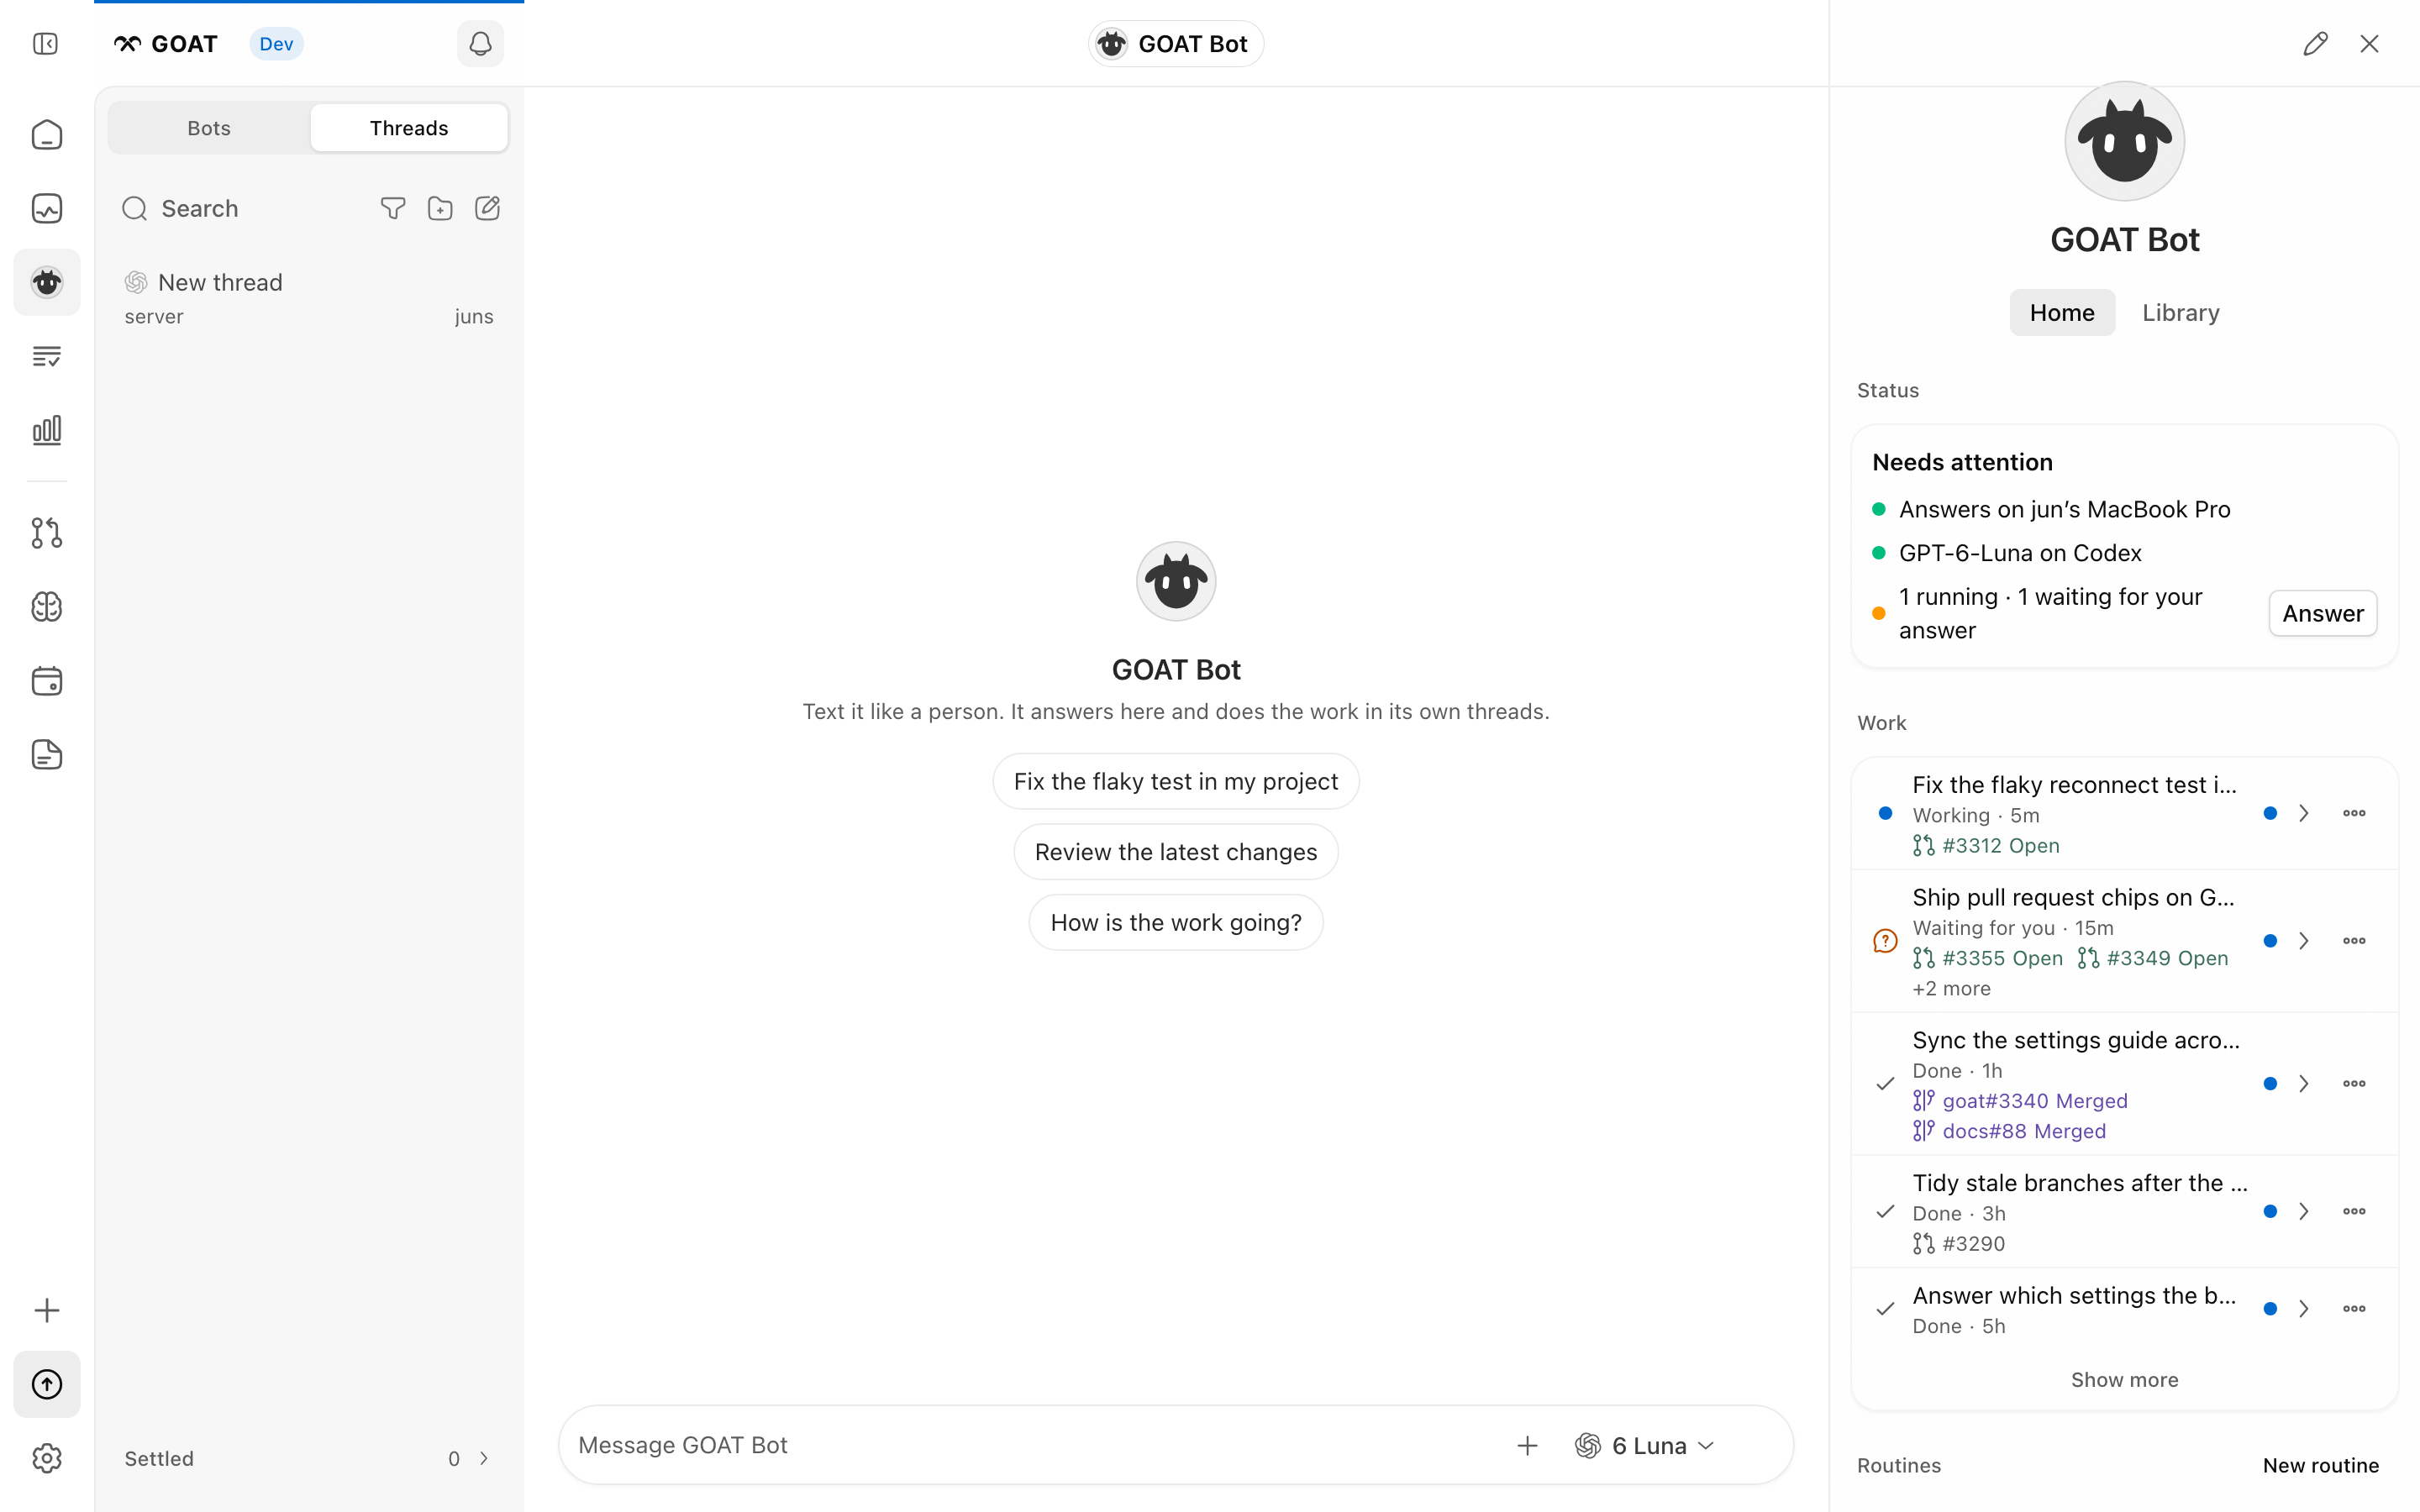 GOAT
Dev
Bots
Threads
Search
New thread
server
juns
Settled
0
GOAT Bot
GOAT Bot
Text it like a person. It answers here and does the work in its own threads.
Fix the flaky test in my project
Review the latest changes
How is the work going?
Message GOAT Bot
6 Luna
GOAT Bot
Home
Library
Status
Needs attention
Answers on jun’s MacBook Pro
GPT-6-Luna on Codex
1 running · 1 waiting for your
answer
Answer
Work
Fix the flaky reconnect test i...
Working · 5m
#3312 Open
Ship pull request chips on G...
Waiting for you · 15m
#3355 Open #3349 Open
+2 more
Sync the settings guide acro...
Done · 1h
goat#3340 Merged
docs#88 Merged
Tidy stale branches after the ...
Done · 3h
#3290
Answer which settings the b...
Done · 5h
Show more
Routines
New routine